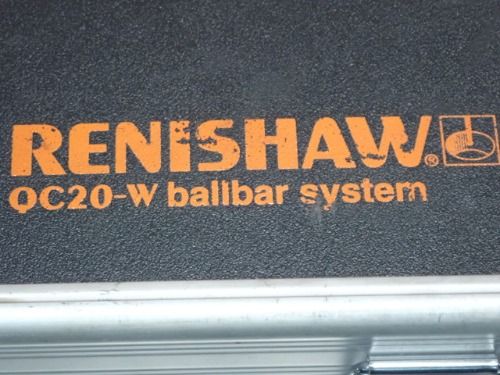 RENISHAW®
QC20-W ballbar system